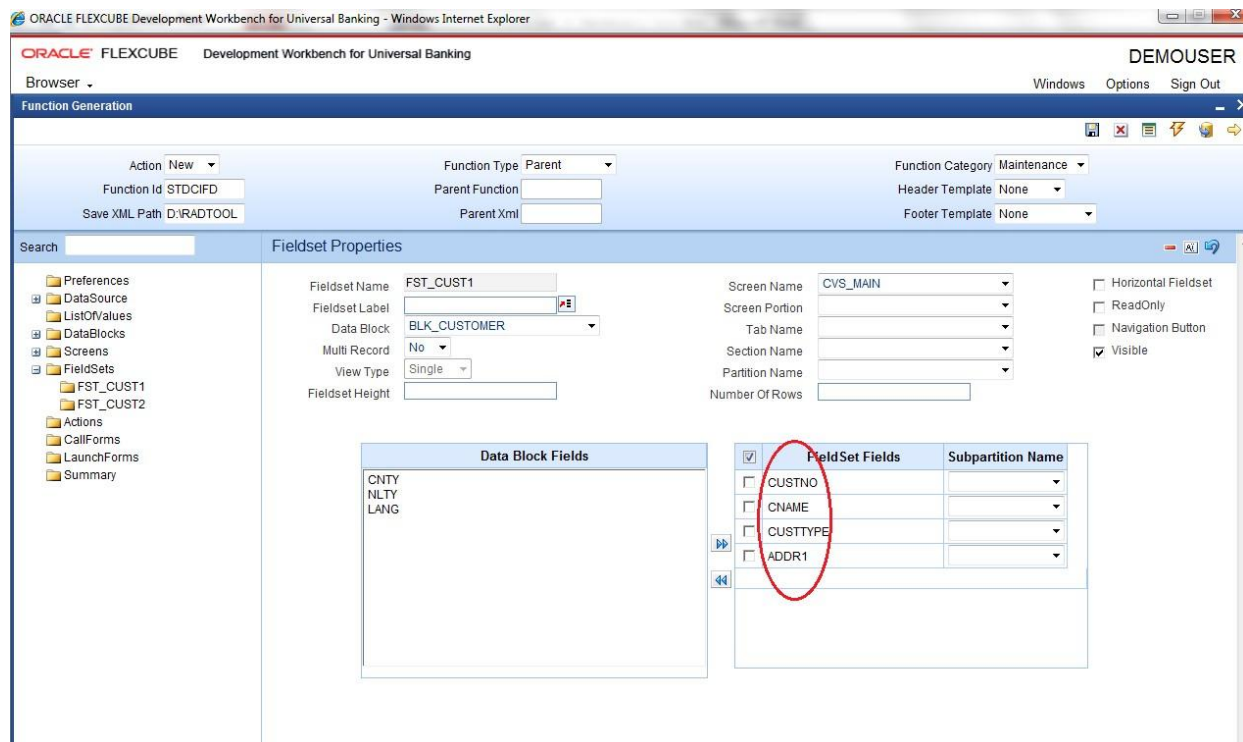 ORACLE FLEXCUBE Development Workbench for Universal Banking - Windows Internet Explorer
ORACLE FLEXCUBE Development Workbench for Universal Banking DEMOUSER
Browser Windows Options Sign Out
Function Generation
Action New Function Type Parent Function Category Maintenance
Function Id STDCIFD Parent Function Header Template None
Save XML Path D:\RADTOOL Parent Xml Footer Template None
Search Fieldset Properties
Preferences
DataSource
ListOfValues
DataBlocks
Screens
FieldSets
FST_CUST1
FST_CUST2
Actions
CallForms
LaunchForms
Summary
Fieldset Name FST_CUST1 Screen Name CVS_MAIN Horizontal Fieldset
Fieldset Label Screen Portion ReadOnly
Data Block BLK_CUSTOMER Tab Name Navigation Button
Multi Record No Section Name Visible
View Type Single Partition Name
Fieldset Height Number Of Rows
Data Block Fields
CNTY
NLTY
LANG
FieldSet Fields Subpartition Name
CUSTNO
CNAME
CUSTTYPE
ADDR1